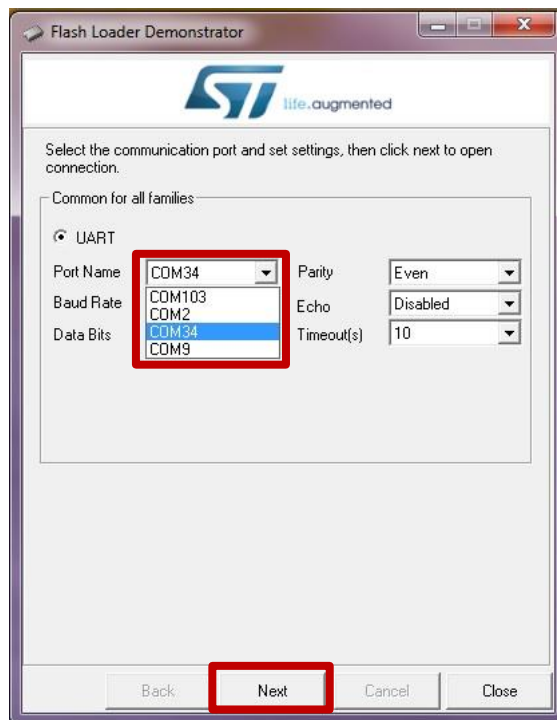 Flash Loader Demonstrator
life.augmented
Select the communication port and set settings, then click next to open
connection.
Common for all families
UART
Port Name COM34 Parity Even
Baud Rate COM103 Echo Disabled
COM2
Data Bits COM34 Timeout(s) 10
COM9
Back Next Cancel Close